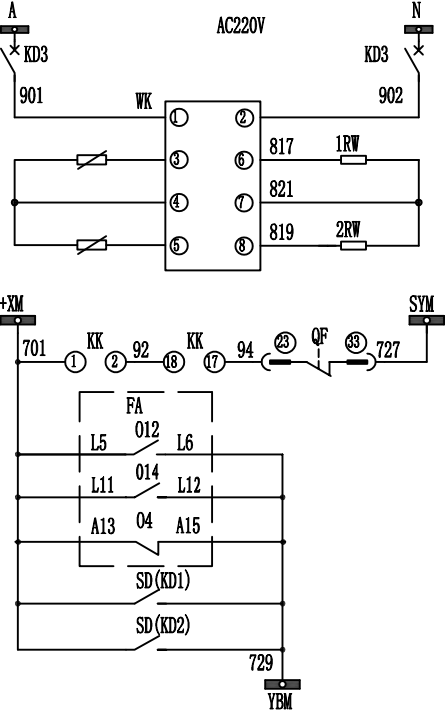 A AC220V N
KD3 KD3
901 WK 902
1 2
3 6 817 1RW
4 7 821
5 8 819 2RW
+XM SYM
701 KK 92 KK 94 QF 727
1 2 18 17 23 33
FA
L5 012 L6
L11 014 L12
A13 04 A15
SD(KD1)
SD(KD2)
729
YBM